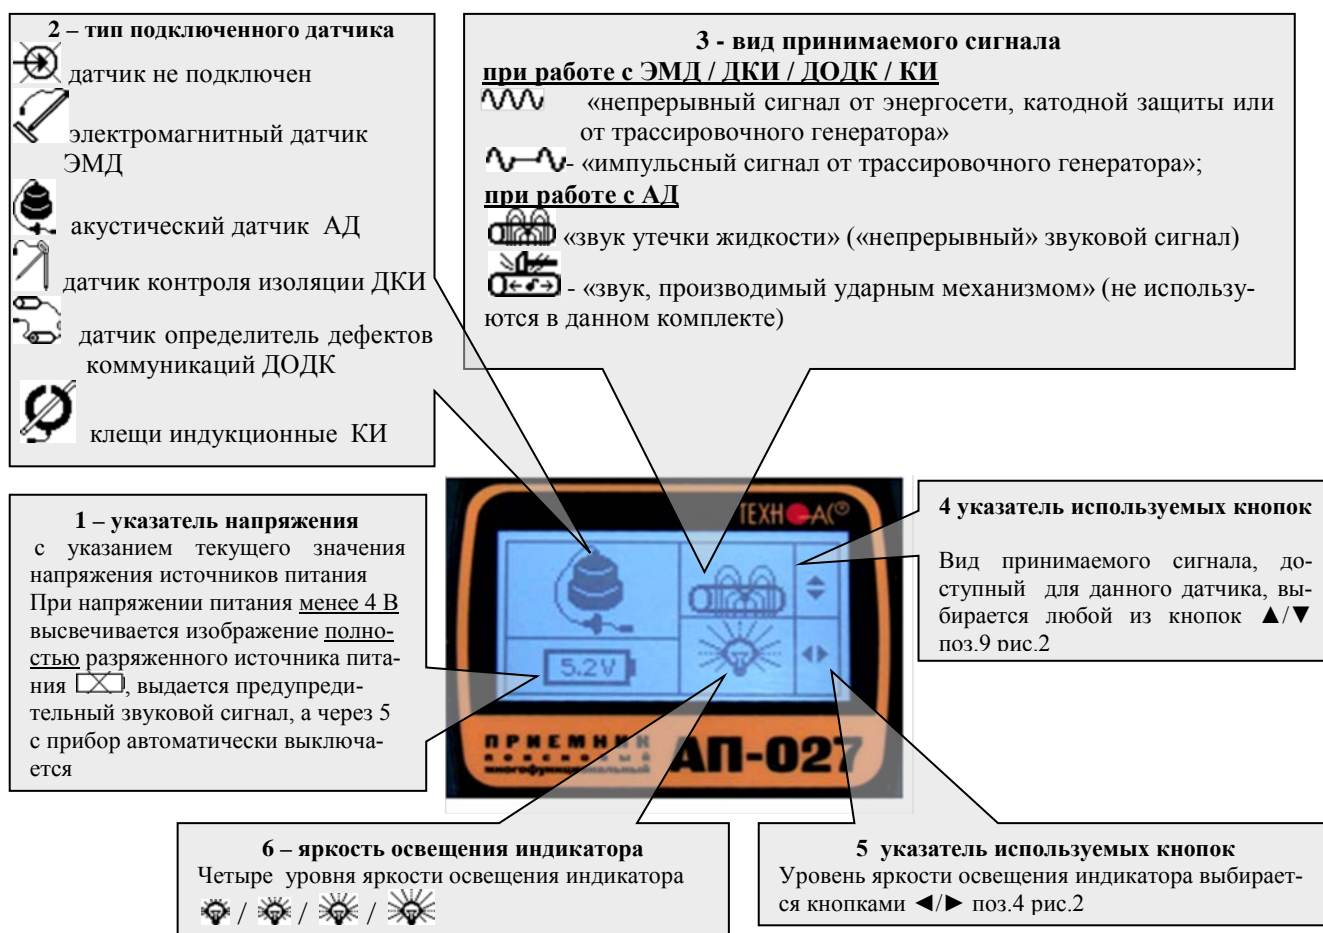 2 – тип подключенного датчика
датчик не подключен
электромагнитный датчик
ЭМД
акустический датчик АД
датчик контроля изоляции ДКИ
датчик определитель дефектов
коммуникаций ДОДК
клещи индукционные КИ
3 - вид принимаемого сигнала
при работе с ЭМД / ДКИ / ДОДК / КИ
«непрерывный сигнал от энергосети, катодной защиты или
от трассировочного генератора»
- «импульсный сигнал от трассировочного генератора»;
при работе с АД
«звук утечки жидкости» («непрерывный» звуковой сигнал)
- «звук, производимый ударным механизмом» (не использу-
ются в данном комплекте)
1 – указатель напряжения
с указанием текущего значения
напряжения источников питания
При напряжении питания менее 4 В
высвечивается изображение полно-
стью разряженного источника пита-
ния , выдается предупреди-
тельный звуковой сигнал, а через 5
с прибор автоматически выключа-
ется
ТЕХНО-АС®
5.2V
ПРИЕМНИК
поисковый
многофункциональный
АП-027
4 указатель используемых кнопок
Вид принимаемого сигнала, до-
ступный для данного датчика, вы-
бирается любой из кнопок ▲/▼
поз.9 рис.2
6 – яркость освещения индикатора
Четыре уровня яркости освещения индикатора
/ / /
5 указатель используемых кнопок
Уровень яркости освещения индикатора выбирает-
ся кнопками ◄/► поз.4 рис.2